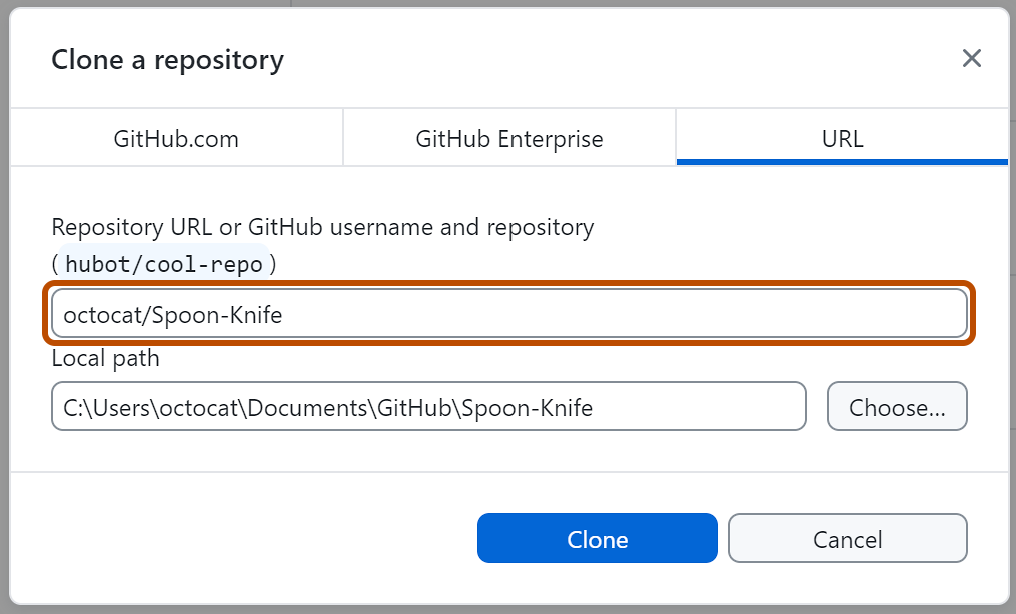 Clone a repository
GitHub.com
GitHub Enterprise
URL
Repository URL or GitHub username and repository
(hubot/cool-repo)
octocat/Spoon-Knife
Local path
C:\Users\octocat\Documents\GitHub\Spoon-Knife
Choose...
Clone
Cancel